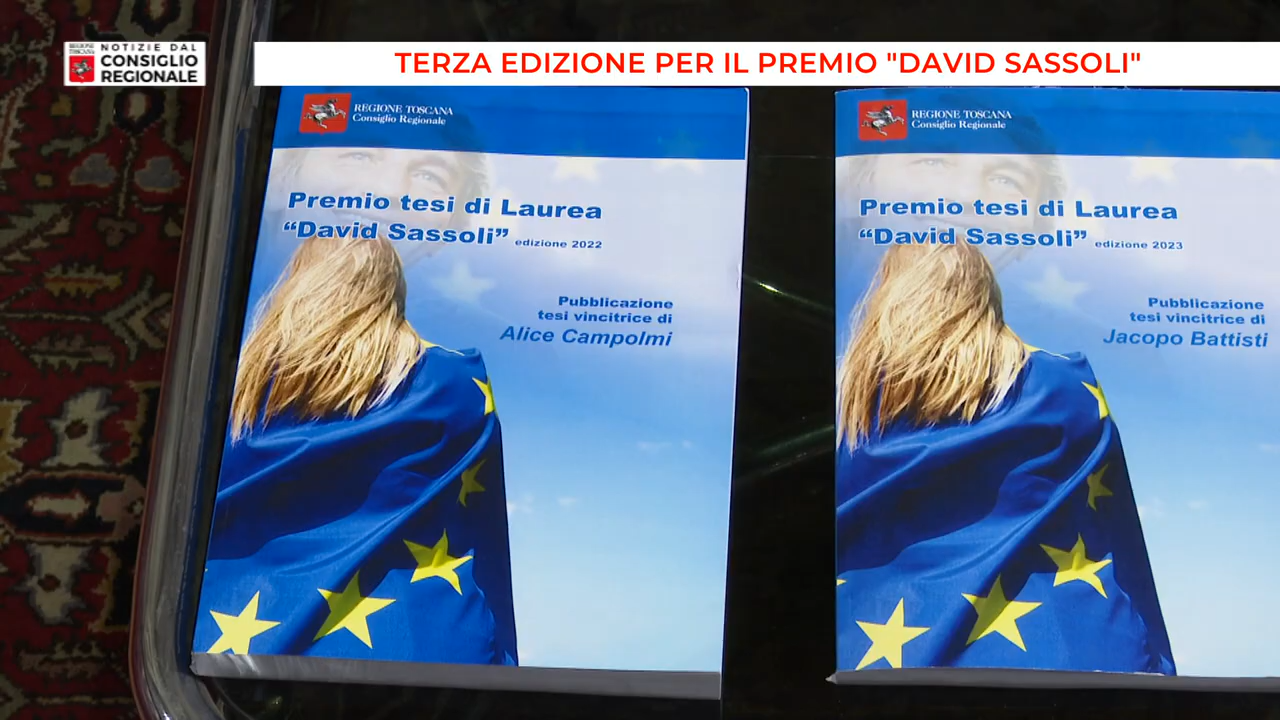 REGIONE
TOSCANA
NOTIZIE DAL
CONSIGLIO
REGIONALE
TERZA EDIZIONE PER IL PREMIO "DAVID SASSOLI"
REGIONE TOSCANA
Consiglio Regionale
Premio tesi di Laurea
“David Sassoli” edizione 2022
Pubblicazione
tesi vincitrice di
Alice Campolmi
REGIONE TOSCANA
Consiglio Regionale
Premio tesi di Laurea
“David Sassoli” edizione 2023
Pubblicazione
tesi vincitrice di
Jacopo Battisti